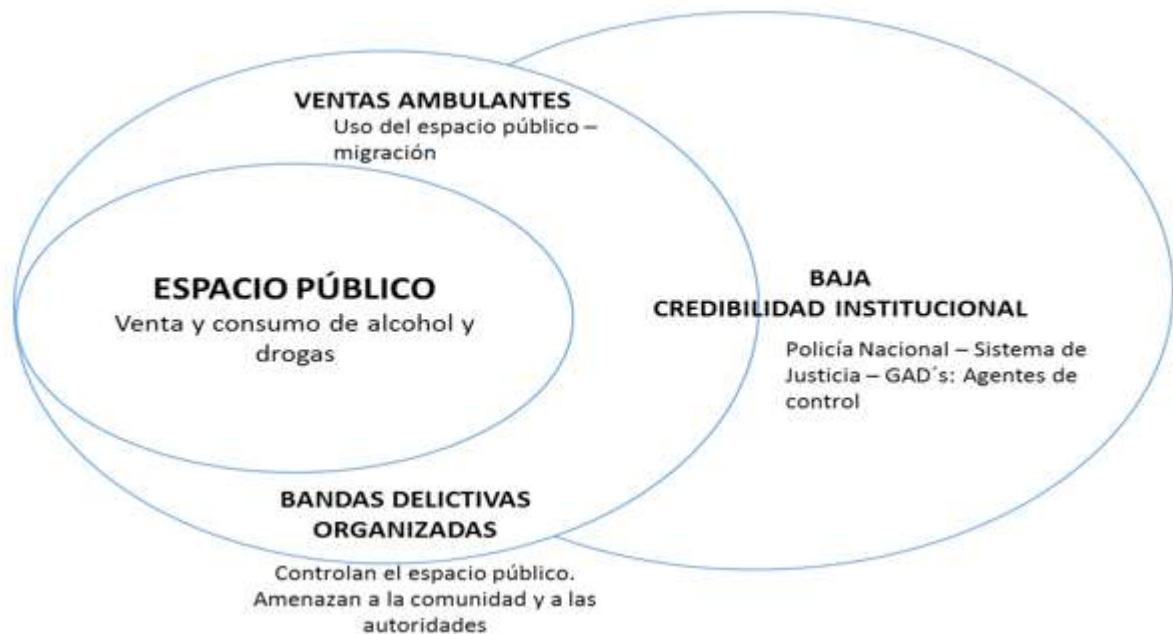 VENTAS AMBULANTES
Uso del espacio público –
migración
ESPACIO PÚBLICO
Venta y consumo de alcohol y
drogas
BAJA
CREDIBILIDAD INSTITUCIONAL
Policía Nacional – Sistema de
Justicia – GAD´s: Agentes de
control
BANDAS DELICTIVAS
ORGANIZADAS
Controlan el espacio público.
Amenazan a la comunidad y a las
autoridades